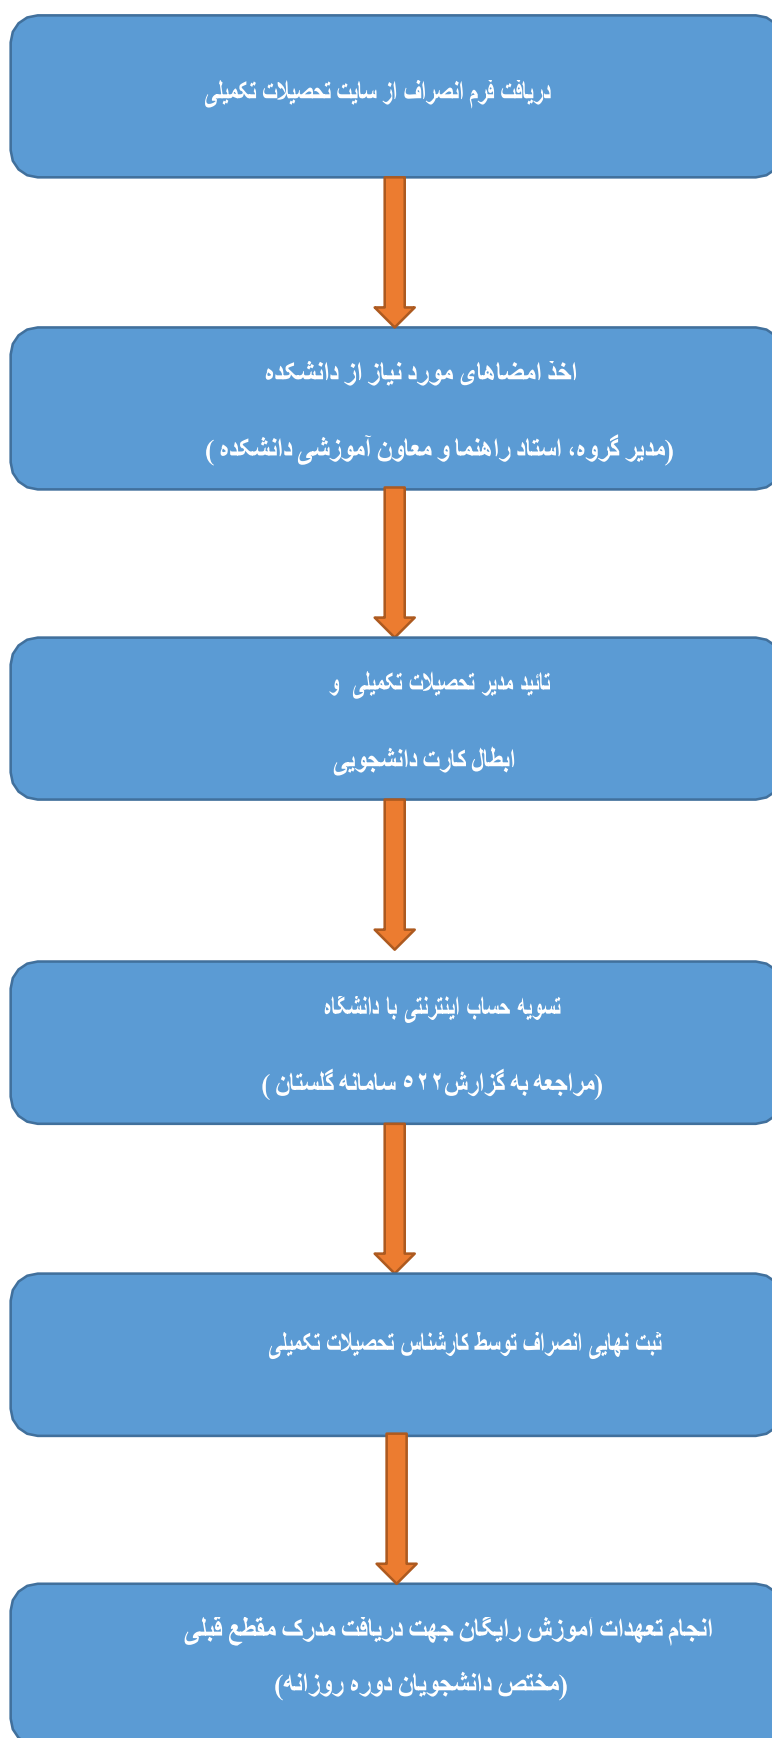 دریافت فرم انصراف از سایت تحصیلات تکمیلی
اخذ امضاهای مورد نیاز از دانشکده
(مدیر گروه، استاد راهنما و معاون آموزشی دانشکده )
تائید مدیر تحصیلات تکمیلی و
ابطال کارت دانشجویی
تسویه حساب اینترنتی با دانشگاه
(مراجعه به گزارش۵۲۲ سامانه گلستان )
ثبت نهایی انصراف توسط کارشناس تحصیلات تکمیلی
انجام تعهدات اموزش رایگان جهت دریافت مدرک مقطع قبلی
(مختص دانشجویان دوره روزانه)